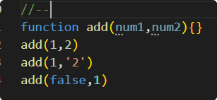 //--
function add(num1,num2){}
add(1,2)
add(1,'2')
add(false,1)